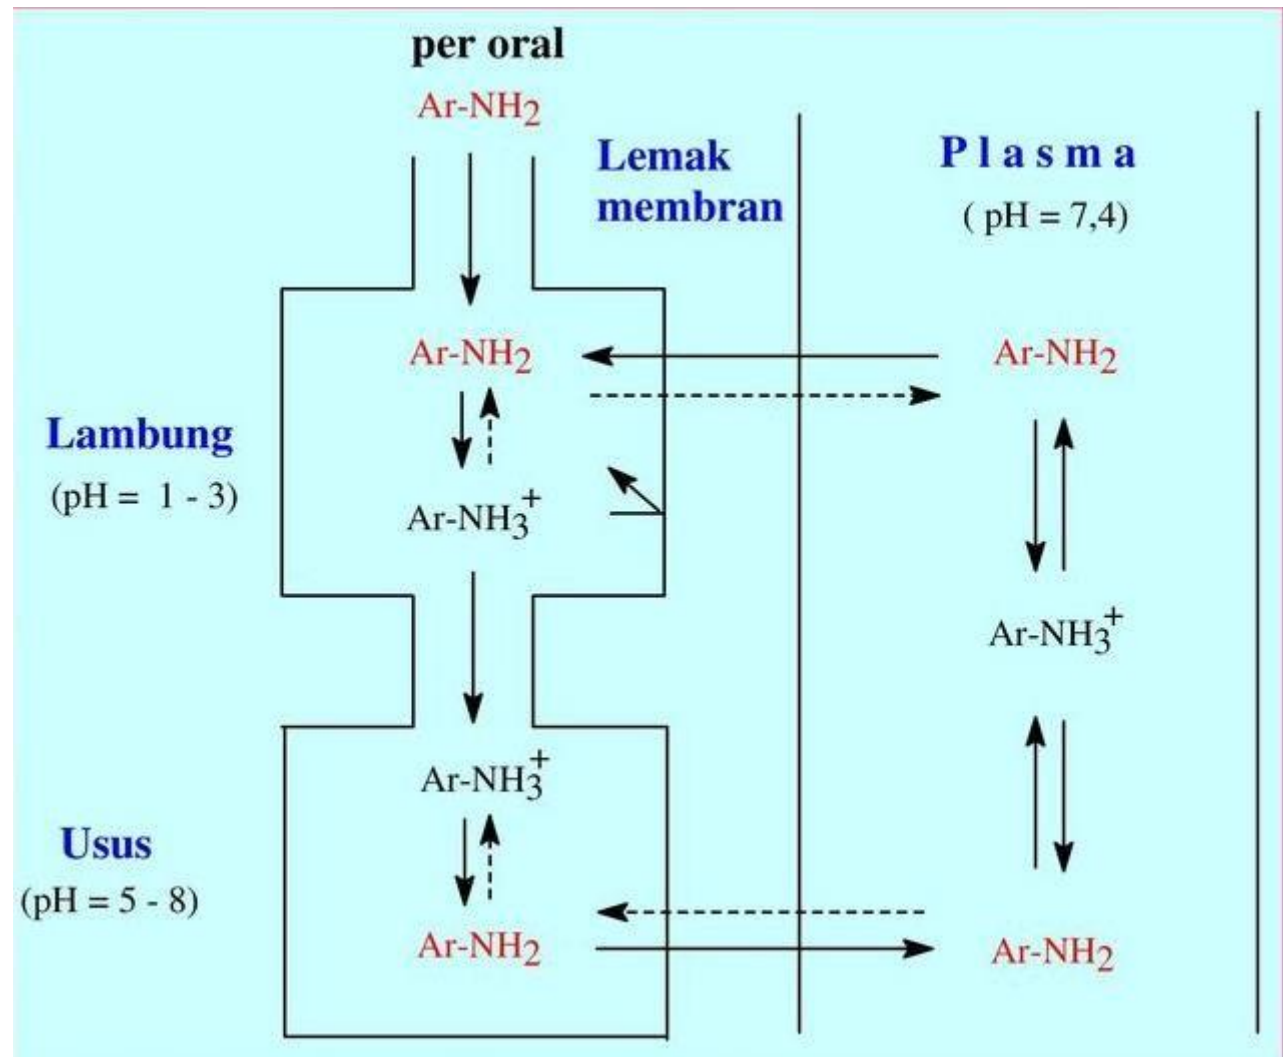 per oral
Ar-NH2
Lemak
membran
P l a s m a
( pH = 7,4)
Ar-NH2
Ar-NH2
Lambung
(pH = 1 - 3)
Ar-NH3+
Ar-NH3+
Ar-NH3+
Usus
(pH = 5 - 8)
Ar-NH2
Ar-NH2